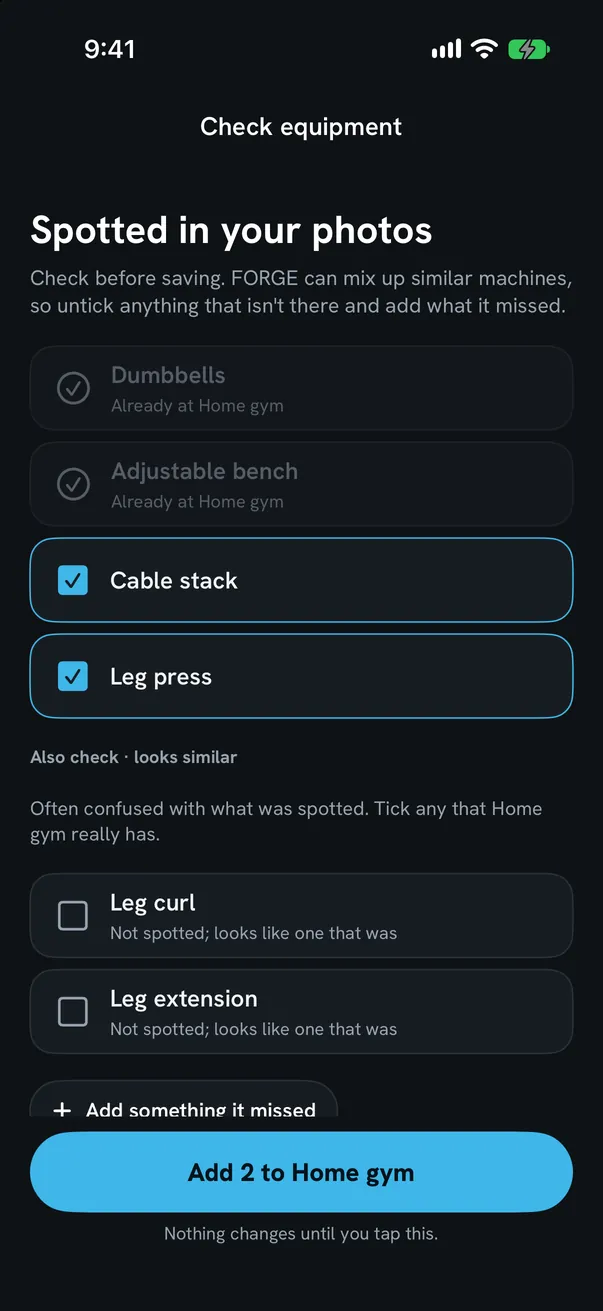 9:41
Check equipment
Spotted in your photos
Check before saving. FORGE can mix up similar machines,
so untick anything that isn't there and add what it missed.
Dumbbells
Already at Home gym
Adjustable bench
Already at Home gym
Cable stack
Leg press
Also check · looks similar
Often confused with what was spotted. Tick any that Home
gym really has.
Leg curl
Not spotted; looks like one that was
Leg extension
Not spotted; looks like one that was
+ Add something it missed
Add 2 to Home gym
Nothing changes until you tap this.